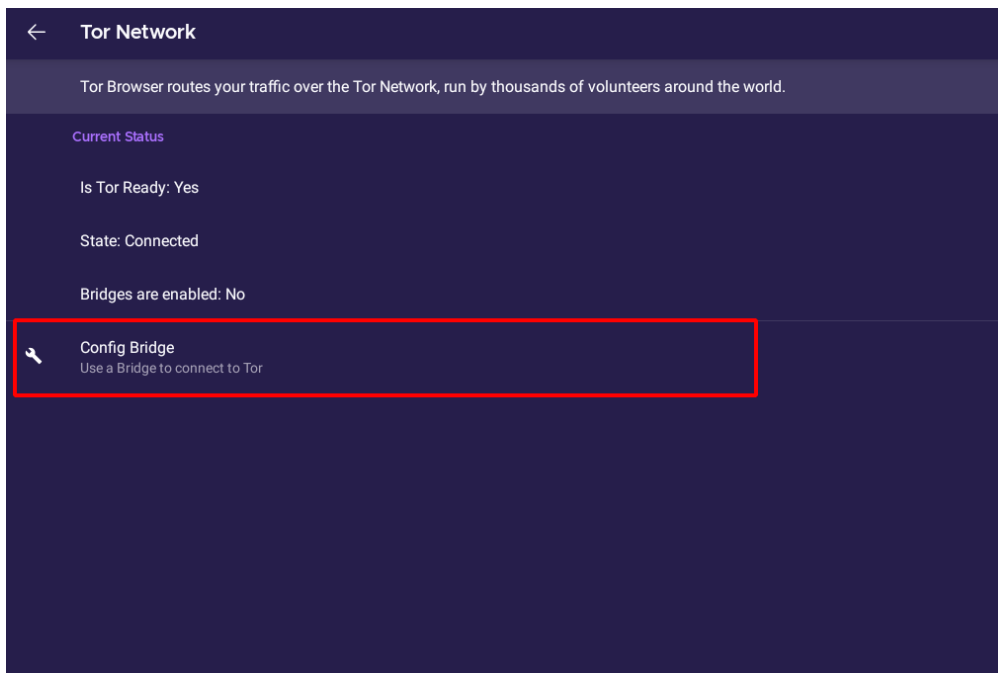 Tor Network
Tor Browser routes your traffic over the Tor Network, run by thousands of volunteers around the world.
Current Status
Is Tor Ready: Yes
State: Connected
Bridges are enabled: No
Config Bridge
Use a Bridge to connect to Tor